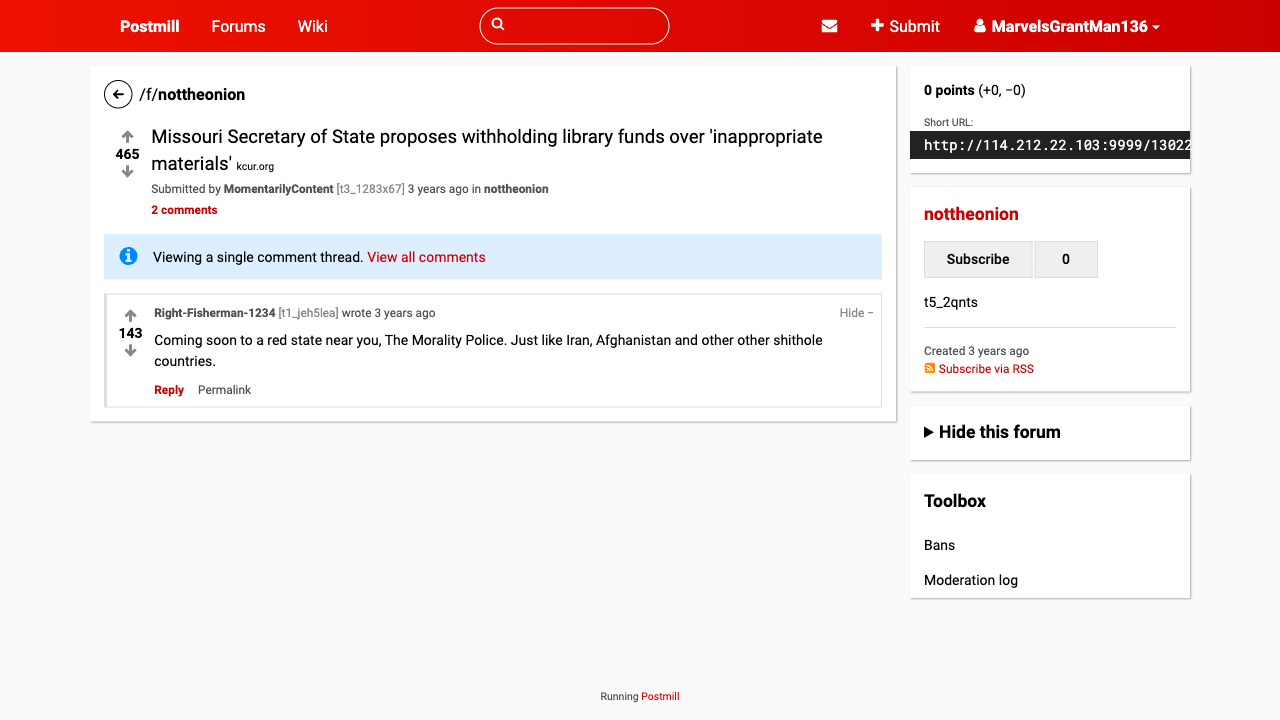 Postmill
Forums
Wiki
Submit
MarvelsGrantMan136
/f/nottheonion
465
Missouri Secretary of State proposes withholding library funds over 'inappropriate
materials' kcur.org
Submitted by MomentarilyContent [t3_1283x67] 3 years ago in nottheonion
2 comments
Viewing a single comment thread. View all comments
Right-Fisherman-1234 [t1_jeh5lea] wrote 3 years ago
Hide −
143
Coming soon to a red state near you, The Morality Police. Just like Iran, Afghanistan and other other shithole
countries.
Reply
Permalink
0 points (+0, −0)
Short URL:
http://114.212.22.103:9999/13022
nottheonion
Subscribe
0
t5_2qnts
Created 3 years ago
Subscribe via RSS
Hide this forum
Toolbox
Bans
Moderation log
Running Postmill